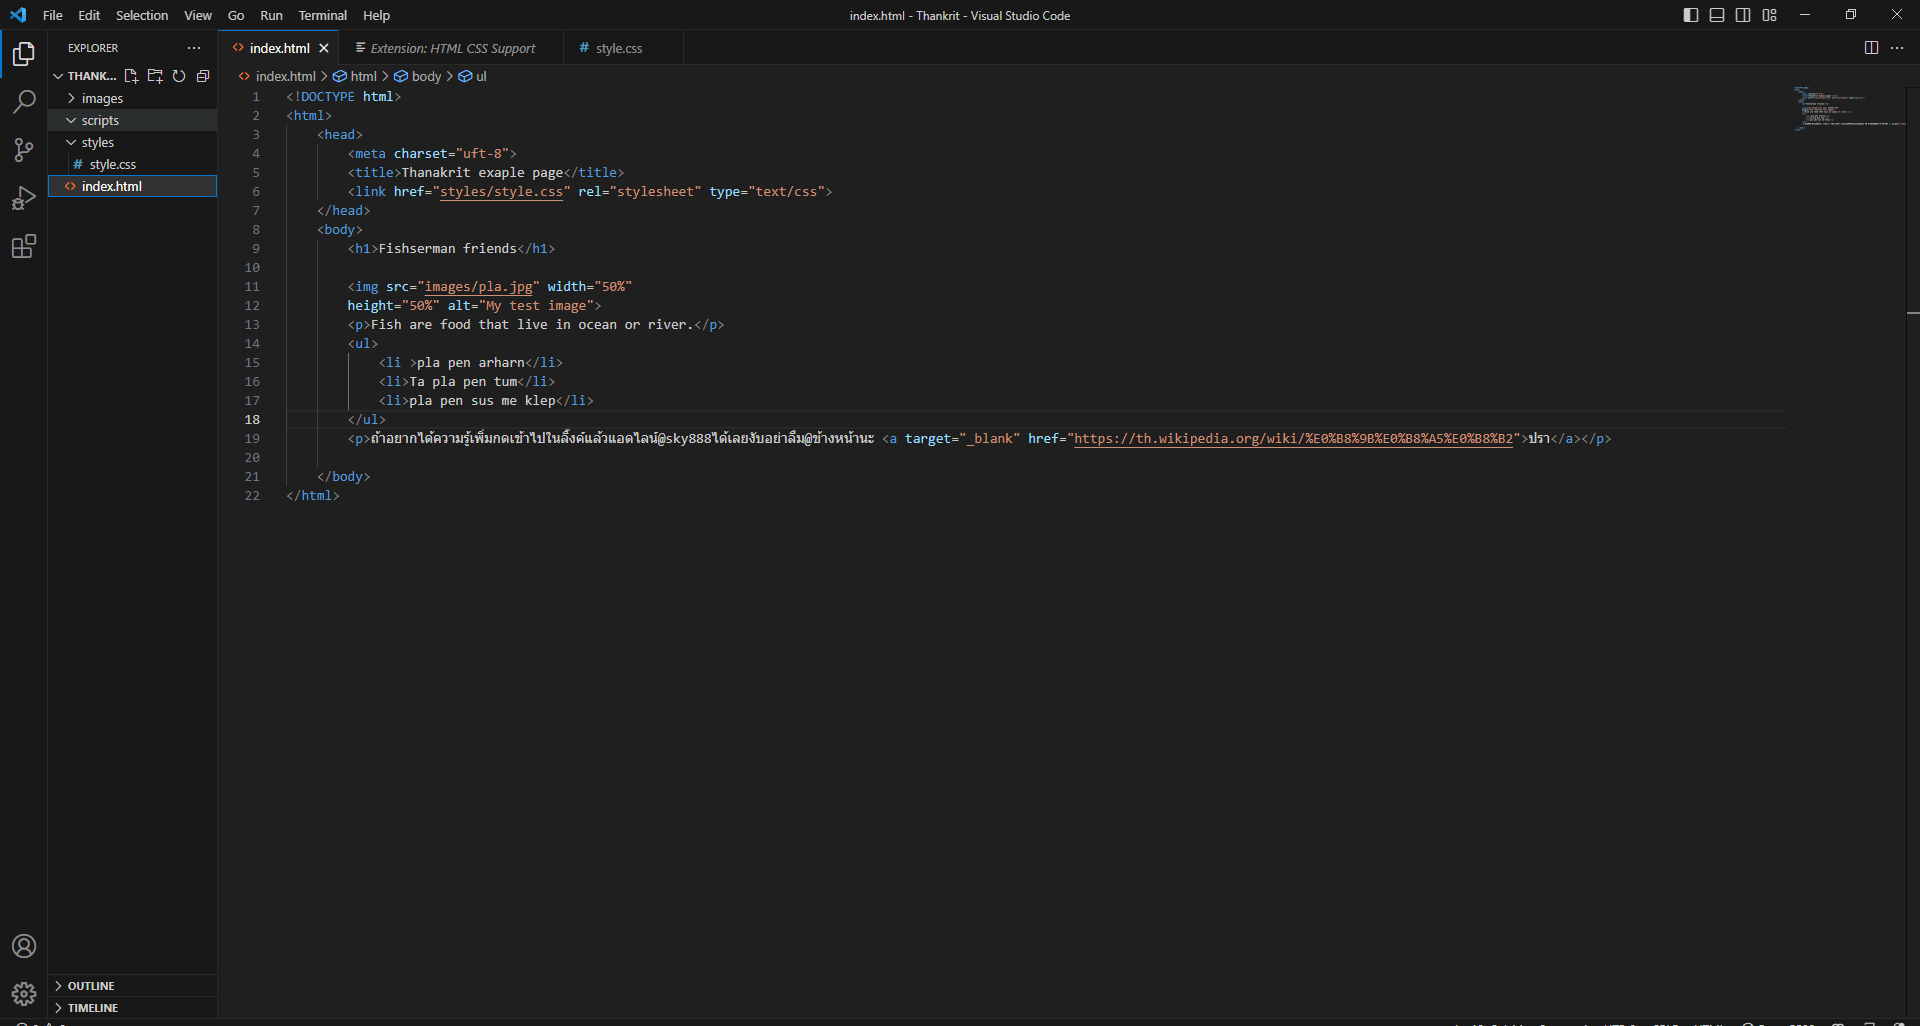 File Edit Selection View Go Run Terminal Help
index.html - Thankrit - Visual Studio Code
EXPLORER
THANK...
images
scripts
styles
# style.css
<> index.html
OUTLINE
TIMELINE
<> index.html
Extension: HTML CSS Support
# style.css
<> index.html > html > body > ul
1 <!DOCTYPE html>
2 <html>
3 <head>
4 <meta charset="uft-8">
5 <title>Thanakrit exaple page</title>
6 <link href="styles/style.css" rel="stylesheet" type="text/css">
7 </head>
8 <body>
9 <h1>Fishserman friends</h1>
10
11 <img src="images/pla.jpg" width="50%"
12 height="50%" alt="My test image">
13 <p>Fish are food that live in ocean or river.</p>
14 <ul>
15 <li >pla pen arharn</li>
16 <li>Ta pla pen tum</li>
17 <li>pla pen sus me klep</li>
18 </ul>
19 <p>ถ้าอยากได้ความรู้เพิ่มกดเข้าไปในลิ้งค์แล้วแอดไลน์@sky888ได้เลยงับอย่าลืม@ข้างหน้านะ <a target="_blank" href="https://th.wikipedia.org/wiki/%E0%B8%9B%E0%B8%A5%E0%B8%B2">ปรา</a></p>
20
21 </body>
22 </html>